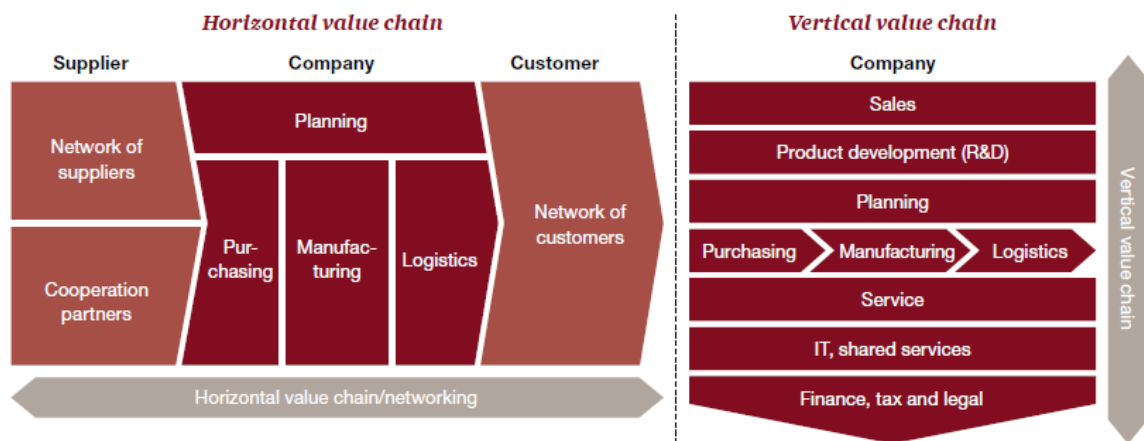 Horizontal value chain
Supplier
Company
Customer
Network of
suppliers
Cooperation
partners
Planning
Pur-
chasing
Manufac-
turing
Logistics
Network of
customers
Horizontal value chain/networking
Vertical value chain
Company
Sales
Product development (R&D)
Planning
Purchasing
Manufacturing
Logistics
Service
IT, shared services
Finance, tax and legal
Vertical value chain